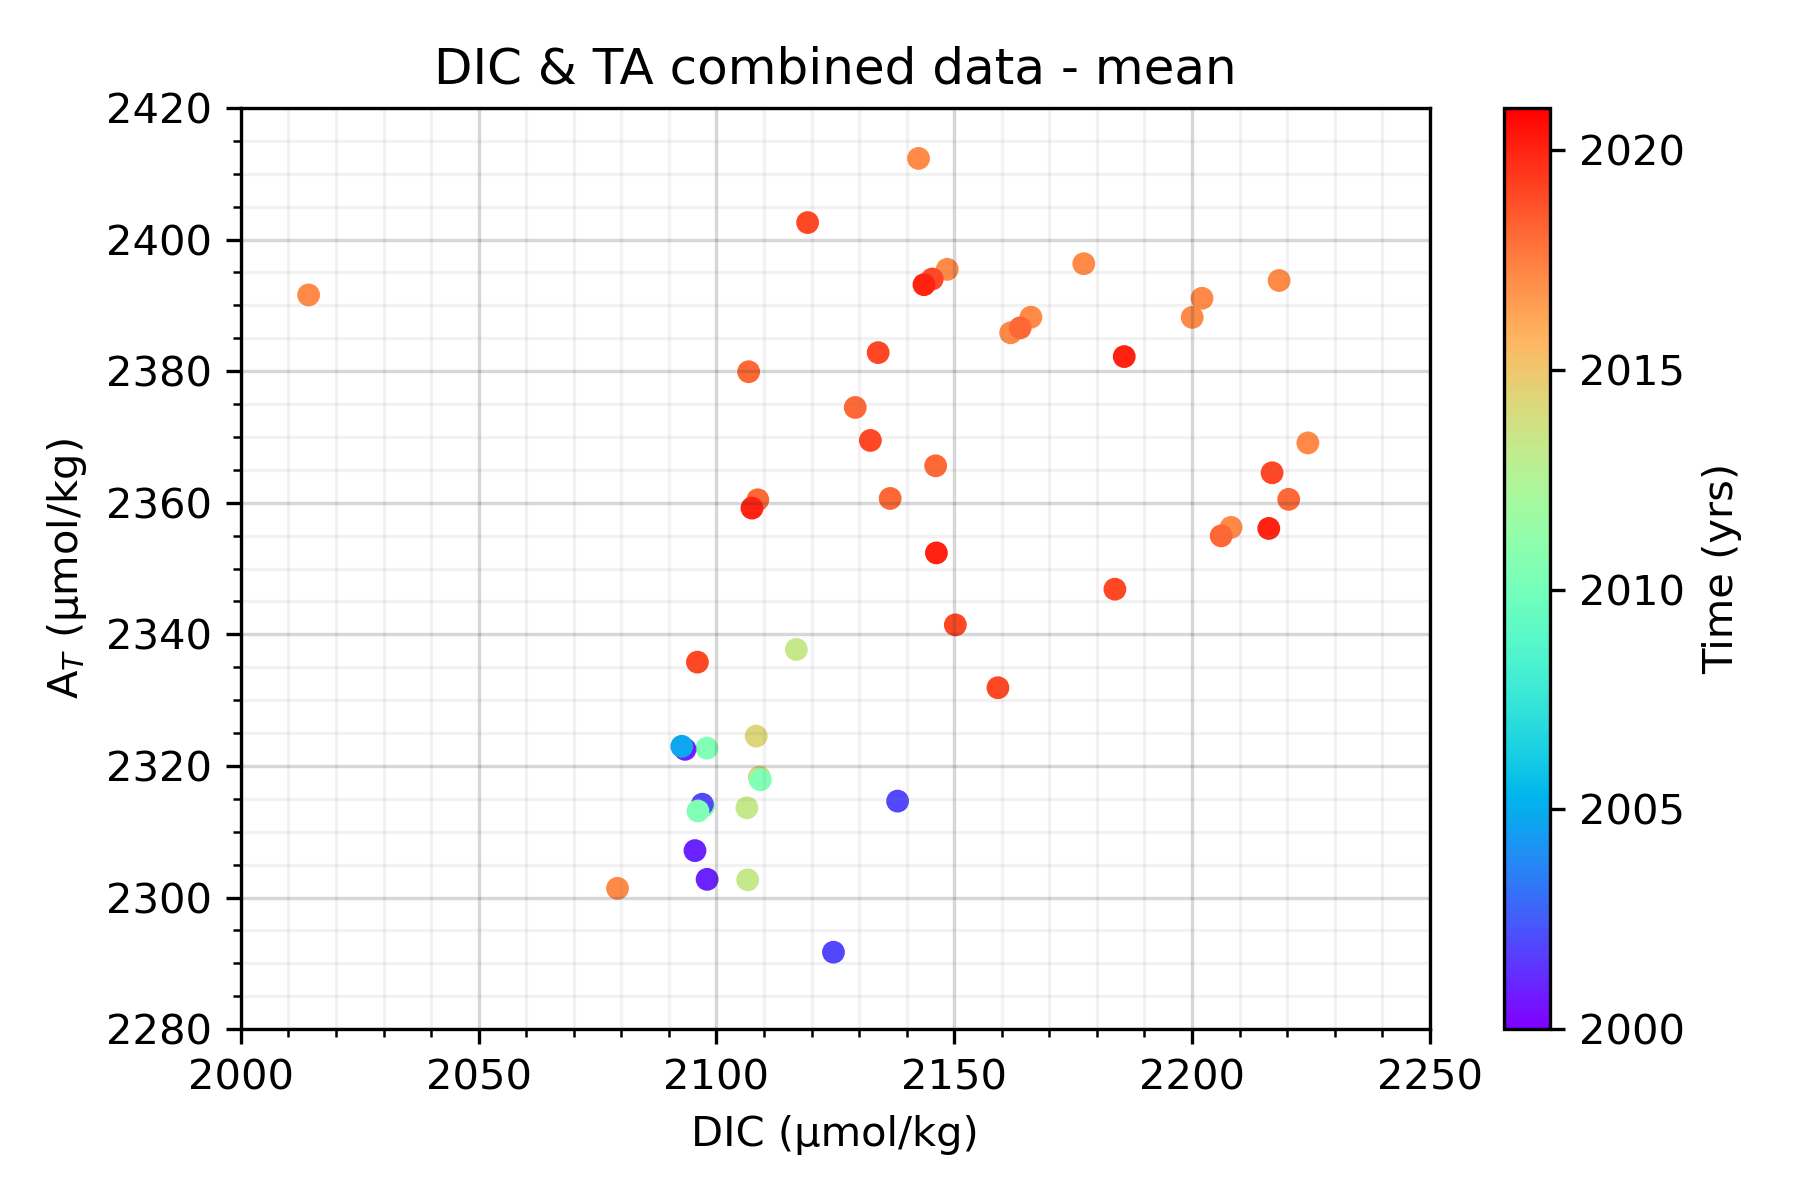 DIC & TA combined data - mean
2420
2400
2380
2360
2340
2320
2300
2280
A_T (µmol/kg)
2000 2050 2100 2150 2200 2250
DIC (µmol/kg)
2020
2015
2010
2005
2000
Time (yrs)